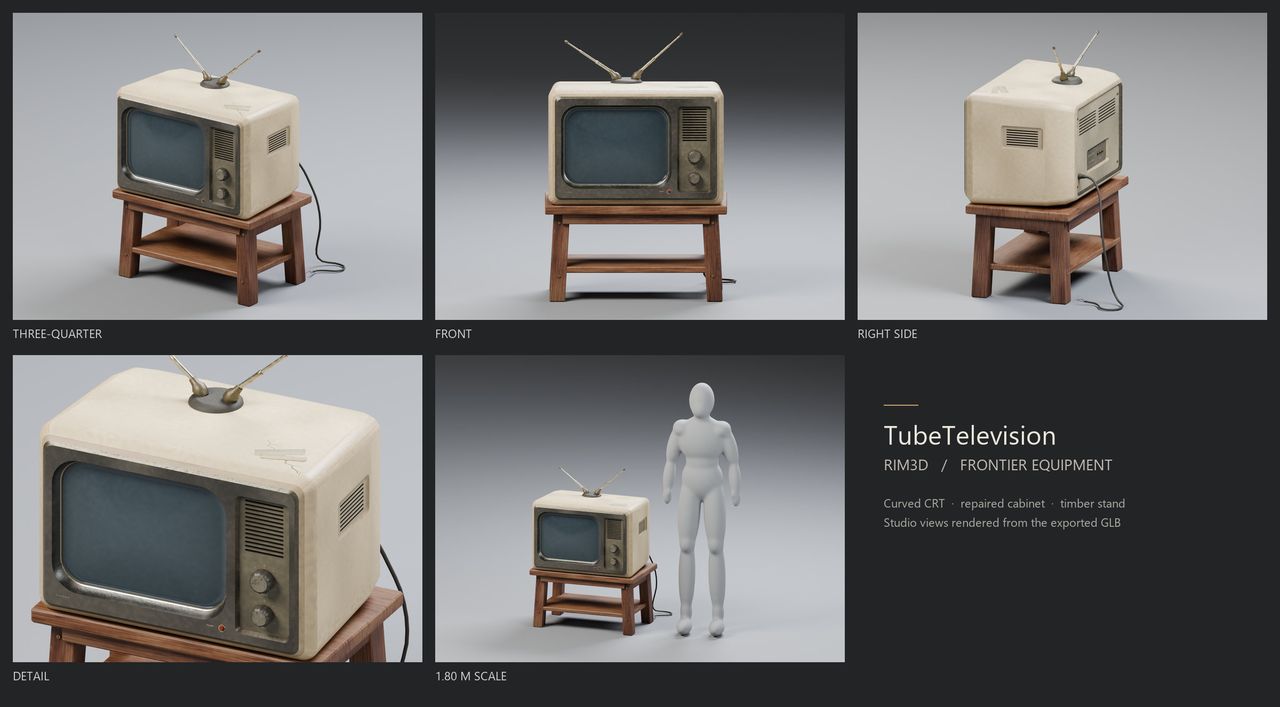 THREE-QUARTER
FRONT
RIGHT SIDE
DETAIL
1.80 M SCALE
TubeTelevision
RIM3D / FRONTIER EQUIPMENT
Curved CRT · repaired cabinet · timber stand
Studio views rendered from the exported GLB